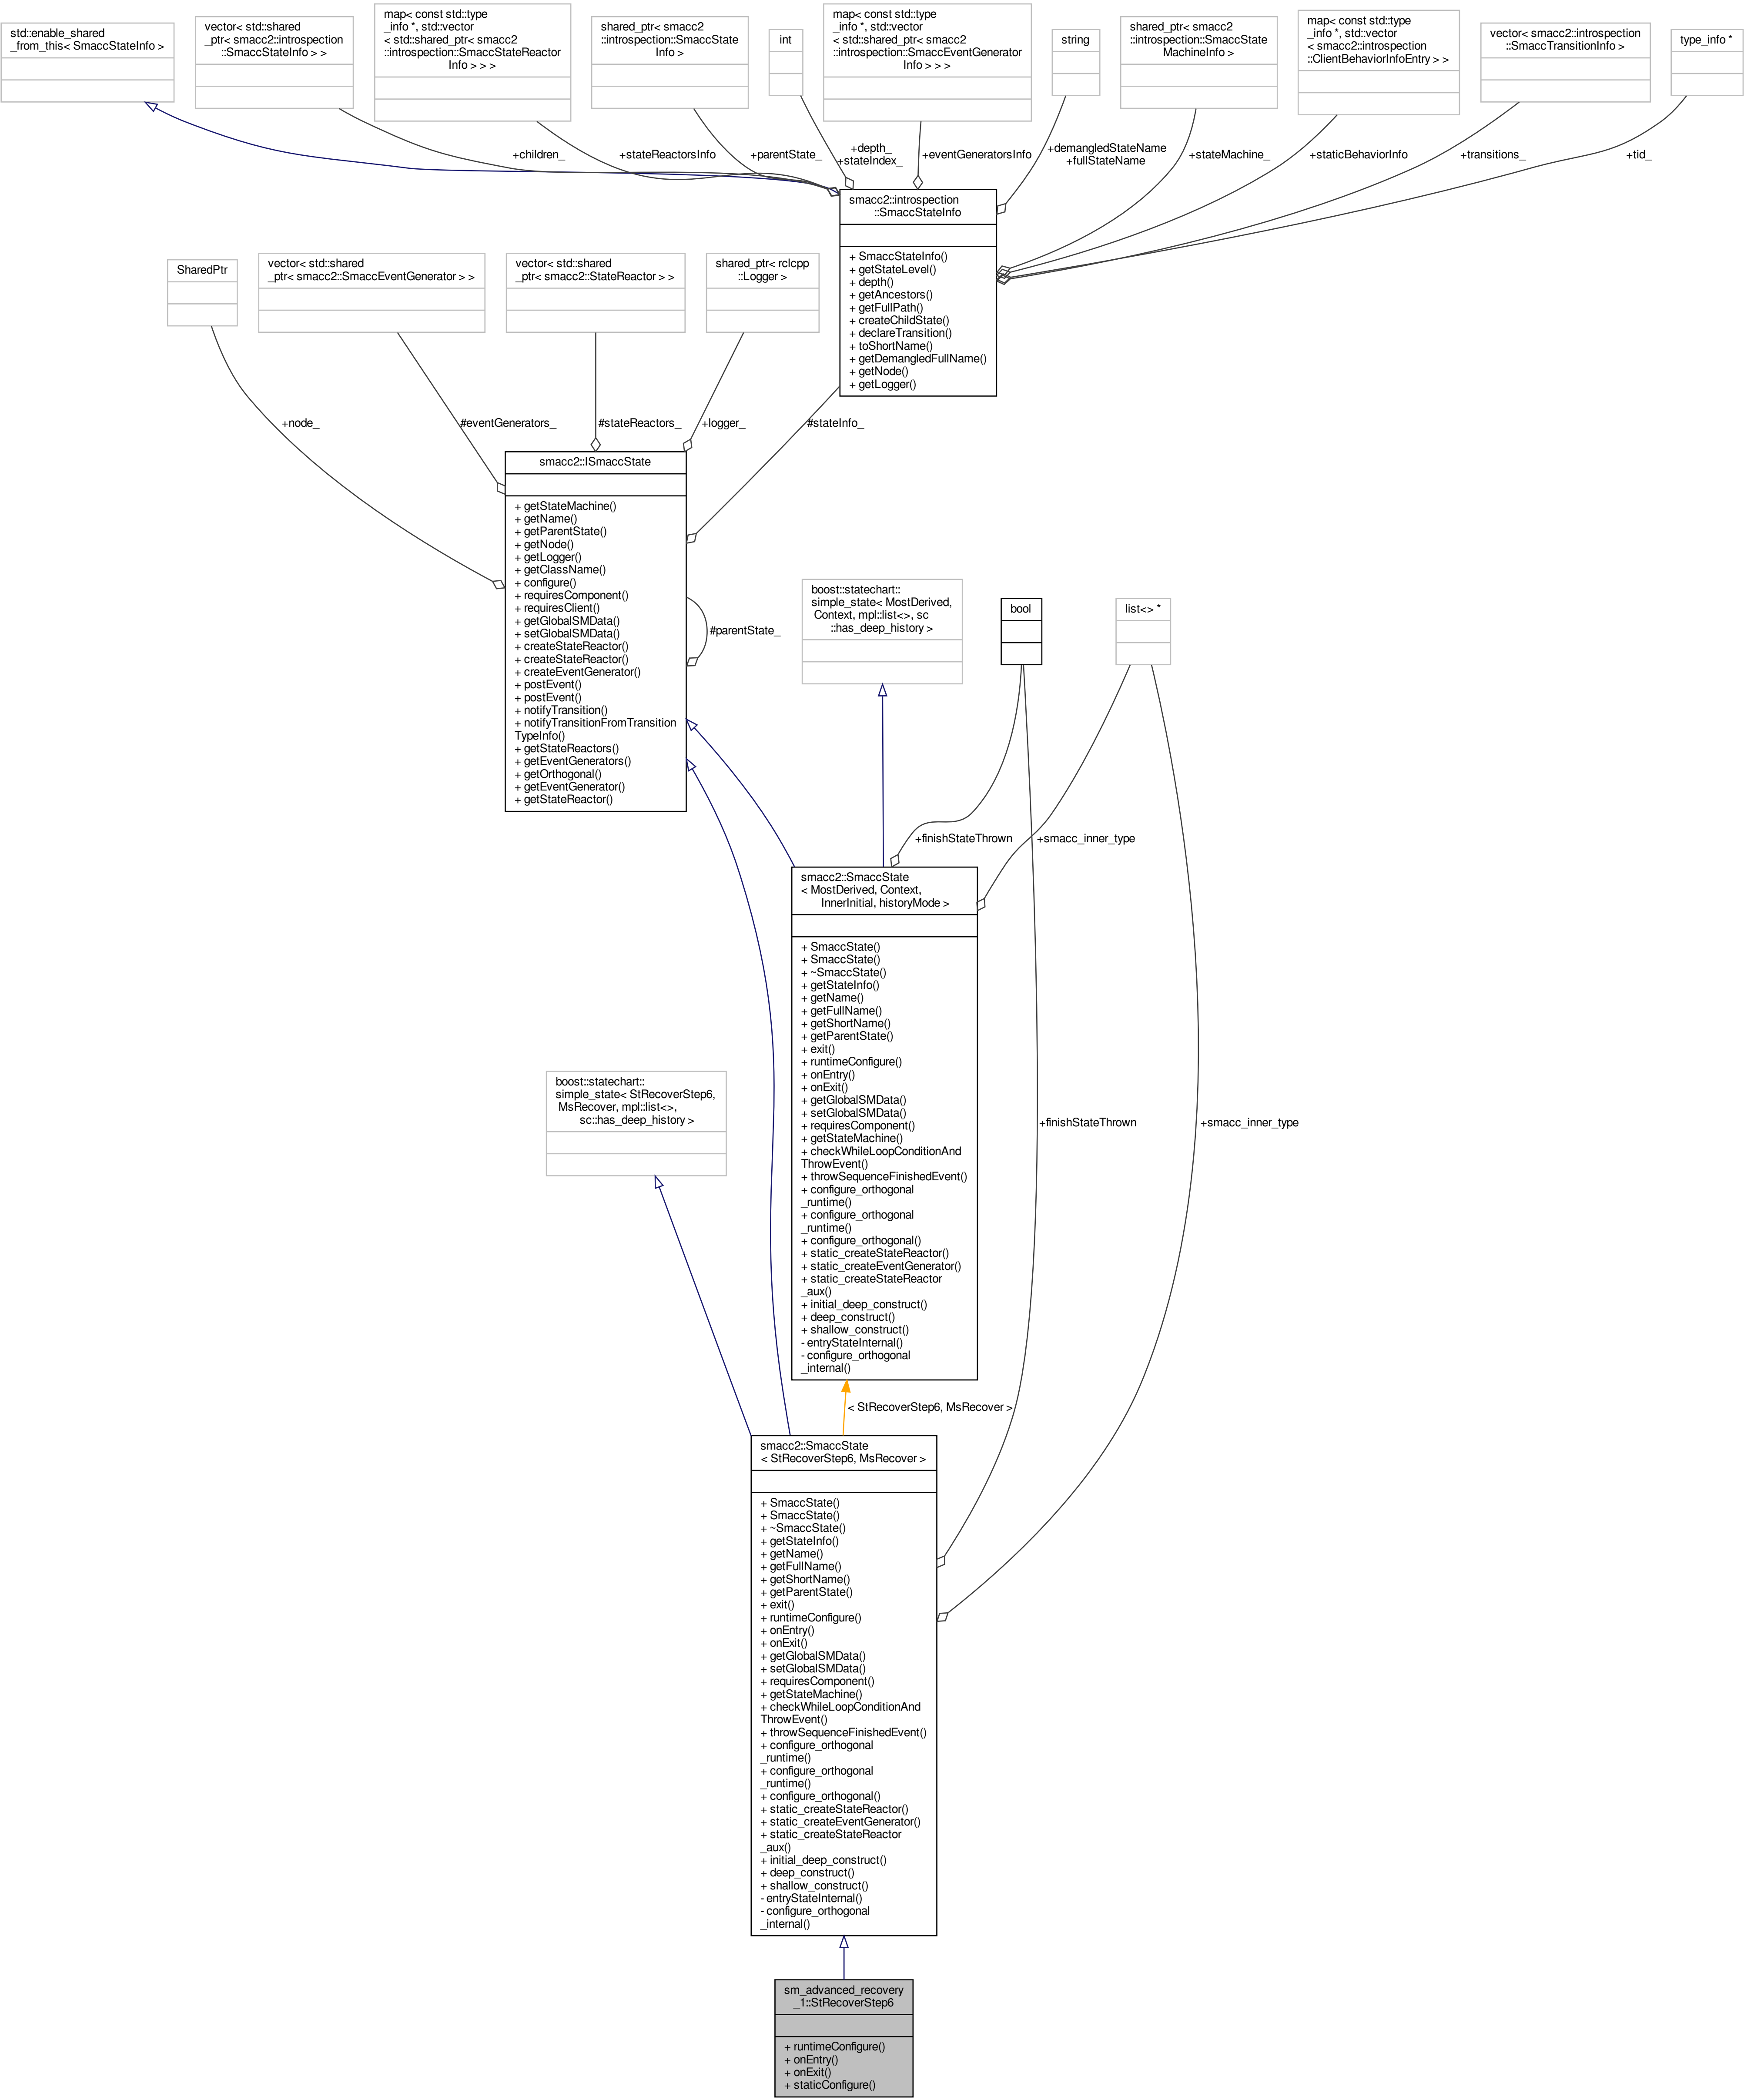 std::enable_shared
_from_this< SmaccStateInfo >
vector< std::shared
_ptr< smacc2::introspection
::SmaccStateInfo > >
map< const std::type
_info *, std::vector
< std::shared_ptr< smacc2
::introspection::SmaccStateReactor
Info > > >
shared_ptr< smacc2
::introspection::SmaccState
Info >
int
map< const std::type
_info *, std::vector
< std::shared_ptr< smacc2
::introspection::SmaccEventGenerator
Info > > >
string
shared_ptr< smacc2
::introspection::SmaccState
MachineInfo >
map< const std::type
_info *, std::vector
< smacc2::introspection
::ClientBehaviorInfoEntry > >
vector< smacc2::introspection
::SmaccTransitionInfo >
type_info *
+children_
+stateReactorsInfo
+parentState_
+depth_
+stateIndex_
+eventGeneratorsInfo
+demangledStateName
+fullStateName
+stateMachine_
+staticBehaviorInfo
+transitions_
+tid_
smacc2::introspection
::SmaccStateInfo
+ SmaccStateInfo()
+ getStateLevel()
+ depth()
+ getAncestors()
+ getFullPath()
+ createChildState()
+ declareTransition()
+ toShortName()
+ getDemangledFullName()
+ getNode()
+ getLogger()
SharedPtr
vector< std::shared
_ptr< smacc2::SmaccEventGenerator > >
vector< std::shared
_ptr< smacc2::StateReactor > >
shared_ptr< rclcpp
::Logger >
+node_
#eventGenerators_
#stateReactors_
+logger_
#stateInfo_
smacc2::ISmaccState
+ getStateMachine()
+ getName()
+ getParentState()
+ getNode()
+ getLogger()
+ getClassName()
+ configure()
+ requiresComponent()
+ requiresClient()
+ getGlobalSMData()
+ setGlobalSMData()
+ createStateReactor()
+ createStateReactor()
+ createEventGenerator()
+ postEvent()
+ postEvent()
+ notifyTransition()
+ notifyTransitionFromTransition
TypeInfo()
+ getStateReactors()
+ getEventGenerators()
+ getOrthogonal()
+ getEventGenerator()
+ getStateReactor()
#parentState_
boost::statechart::
simple_state< MostDerived,
Context, mpl::list<>, sc
::has_deep_history >
bool
list<> *
+finishStateThrown
+smacc_inner_type
smacc2::SmaccState
< MostDerived, Context,
InnerInitial, historyMode >
+ SmaccState()
+ SmaccState()
+ ~SmaccState()
+ getStateInfo()
+ getName()
+ getFullName()
+ getShortName()
+ getParentState()
+ exit()
+ runtimeConfigure()
+ onEntry()
+ onExit()
+ getGlobalSMData()
+ setGlobalSMData()
+ requiresComponent()
+ getStateMachine()
+ checkWhileLoopConditionAnd
ThrowEvent()
+ throwSequenceFinishedEvent()
+ configure_orthogonal
_runtime()
+ configure_orthogonal
_runtime()
+ configure_orthogonal()
+ static_createStateReactor()
+ static_createEventGenerator()
+ static_createStateReactor
_aux()
+ initial_deep_construct()
+ deep_construct()
+ shallow_construct()
- entryStateInternal()
- configure_orthogonal
_internal()
boost::statechart::
simple_state< StRecoverStep6,
MsRecover, mpl::list<>,
sc::has_deep_history >
+finishStateThrown
+smacc_inner_type
< StRecoverStep6, MsRecover >
smacc2::SmaccState
< StRecoverStep6, MsRecover >
+ SmaccState()
+ SmaccState()
+ ~SmaccState()
+ getStateInfo()
+ getName()
+ getFullName()
+ getShortName()
+ getParentState()
+ exit()
+ runtimeConfigure()
+ onEntry()
+ onExit()
+ getGlobalSMData()
+ setGlobalSMData()
+ requiresComponent()
+ getStateMachine()
+ checkWhileLoopConditionAnd
ThrowEvent()
+ throwSequenceFinishedEvent()
+ configure_orthogonal
_runtime()
+ configure_orthogonal
_runtime()
+ configure_orthogonal()
+ static_createStateReactor()
+ static_createEventGenerator()
+ static_createStateReactor
_aux()
+ initial_deep_construct()
+ deep_construct()
+ shallow_construct()
- entryStateInternal()
- configure_orthogonal
_internal()
sm_advanced_recovery
_1::StRecoverStep6
+ runtimeConfigure()
+ onEntry()
+ onExit()
+ staticConfigure()